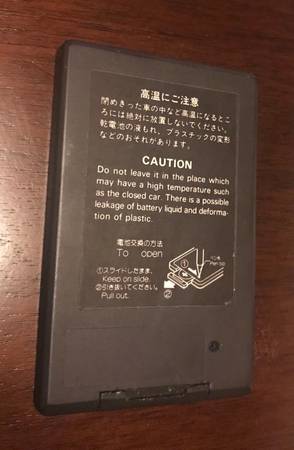 高温にご注意
閉めきった車の中など高温になるとこ
ろには絶対に放置しないでください。
乾電池の液もれ、プラスチックの変形
などのおそれがあります。
CAUTION
Do not leave it in the place which
may have a high temperature such
as the closed car. There is a possible
leakage of battery liquid and deforma-
tion of plastic.
電池交換の方法
To open
①スライドしたまま、
Keep on slide.
②引き抜いてください。
Pull out.
①
②